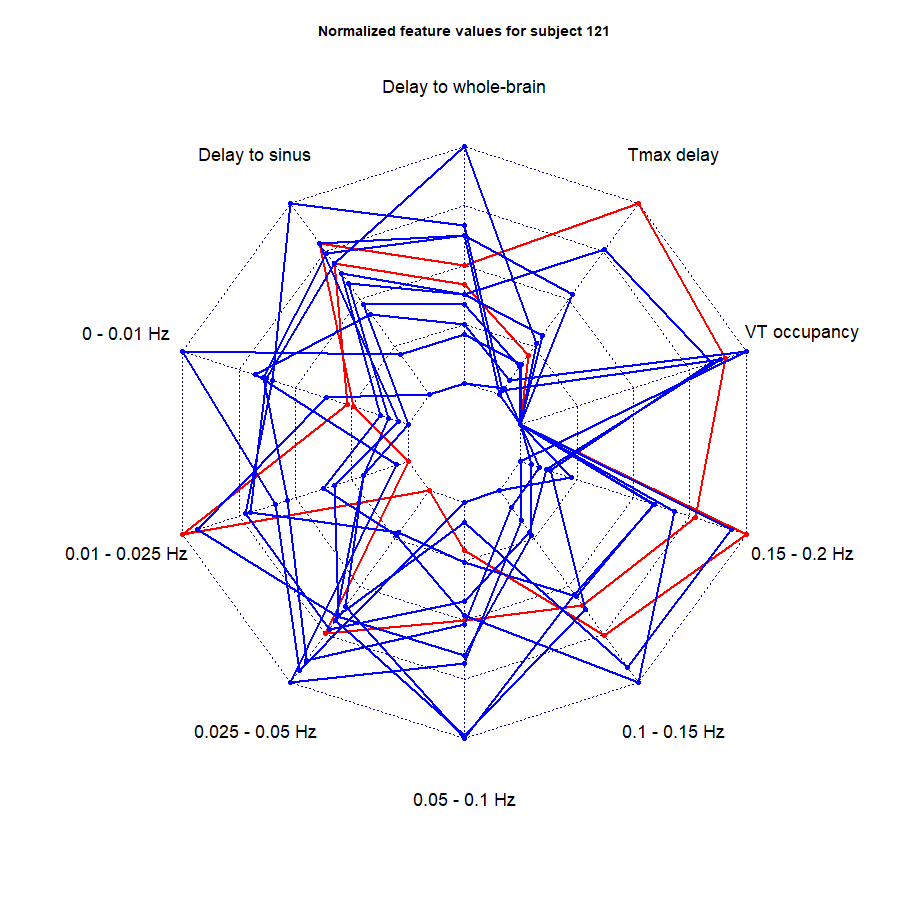 Normalized feature values for subject 121
Delay to whole-brain
Delay to sinus
Tmax delay
0 - 0.01 Hz
VT occupancy
0.01 - 0.025 Hz
0.15 - 0.2 Hz
0.025 - 0.05 Hz
0.1 - 0.15 Hz
0.05 - 0.1 Hz